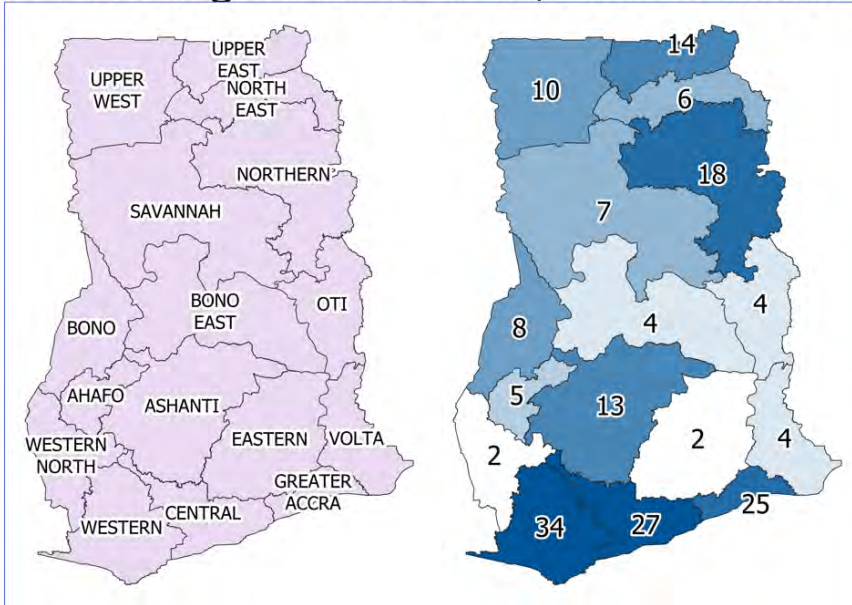 UPPER
WEST
UPPER
EAST
NORTH
EAST
NORTHERN
SAVANNAH
BONO
EAST
OTI
BONO
AHAFO
ASHANTI
EASTERN
VOLTA
WESTERN
NORTH
GREATER
ACCRA
CENTRAL
WESTERN
14
10
6
18
7
4
4
8
5
13
2
4
2
25
34
27